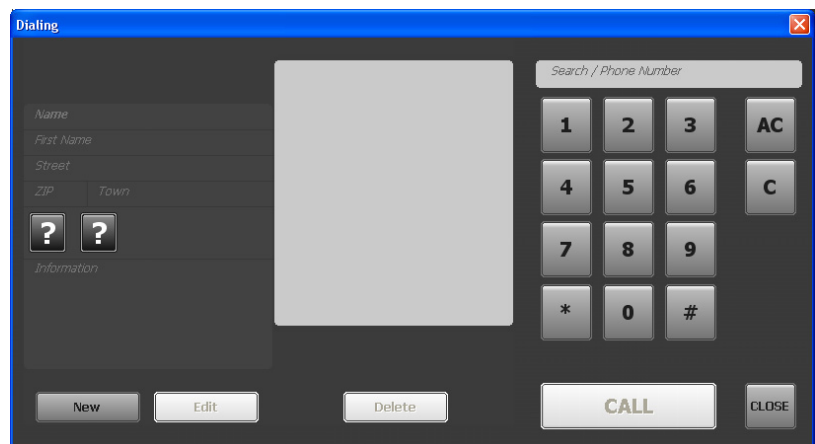 Dialing
Name
First Name
Street
ZIP Town
? ?
Information
New Edit Delete
Search / Phone Number
1 2 3 AC
4 5 6 C
7 8 9
* 0 #
CALL CLOSE